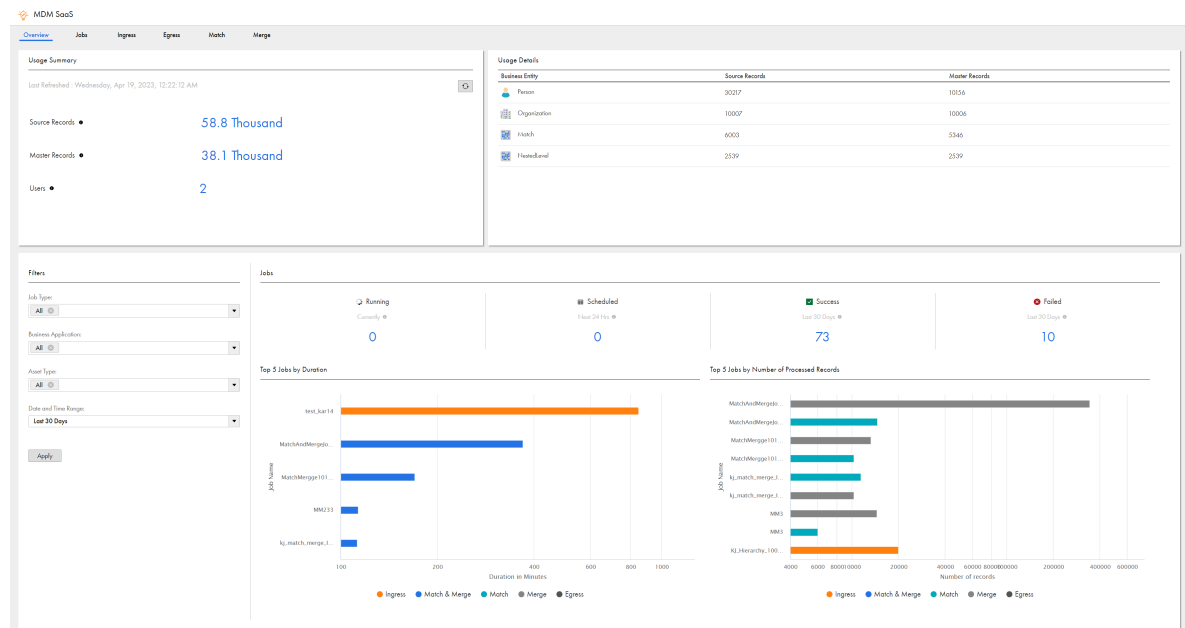 MDM SaaS
Overview Jobs Ingress Egress Match Merge
Usage Summary
Last Refreshed : Wednesday, Apr 19, 2023, 12:22:12 AM
Source Records 58.8 Thousand
Master Records 38.1 Thousand
Users 2
Usage Details
Business Entity Source Records Master Records
Person 30217 10156
Organization 10007 10006
Match 6003 5346
NestedLevel 2539 2539
Filters
Job Type:
All
Business Application:
All
Asset Type:
All
Date and Time Range:
Last 30 Days
Apply
Jobs
Running
Currently
0
Scheduled
Next 24 Hrs
0
Success
Last 30 Days
73
Failed
Last 30 Days
10
Top 5 Jobs by Duration
Job Name
test_kar14
MatchAndMergeJo...
MatchMergge101...
MM233
kj_match_merge_1...
100 200 400 600 800 1000
Duration in Minutes
Ingress Match & Merge Match Merge Egress
Top 5 Jobs by Number of Processed Records
Job Name
MatchAndMergeJo...
MatchAndMergeJo...
MatchMergge101...
MatchMergge101...
kj_match_merge_1...
kj_match_merge_1...
MM3
MM3
KJ_Hierarchy_100...
4000 6000 8000 10000 20000 40000 60000 80000 100000 200000 400000 600000
Number of records
Ingress Match & Merge Match Merge Egress